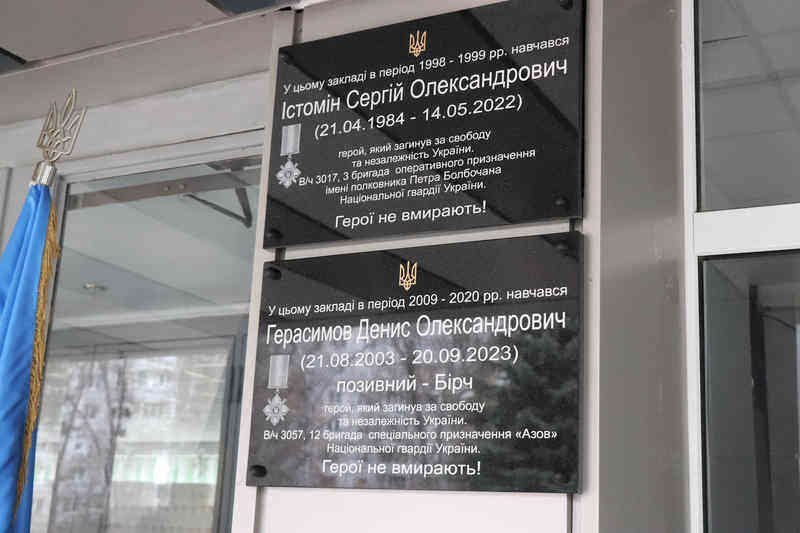 У цьому закладі в період 1998 - 1999 рр. навчався
Істомін Сергій Олександрович
(21.04.1984 - 14.05.2022)
герой, який загинув за свободу
та незалежність України.
В/ч 3017, 3 бригада оперативного призначення
імені полковника Петра Болбочана
Національної гвардії України.
Герої не вмирають!
У цьому закладі в період 2009 - 2020 рр. навчався
Герасимов Денис Олександрович
(21.08.2003 - 20.09.2023)
позивний - Бірч
герой, який загинув за свободу
та незалежність України.
В/ч 3057, 12 бригада спеціального призначення «Азов»
Національної гвардії України.
Герої не вмирають!